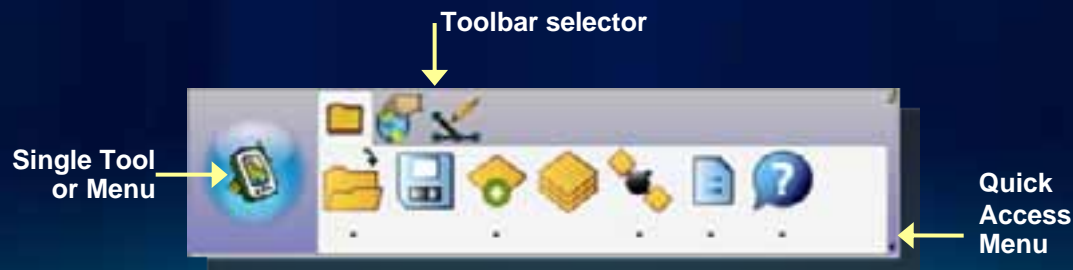 Toolbar selector
Single Tool
or Menu
Quick
Access
Menu